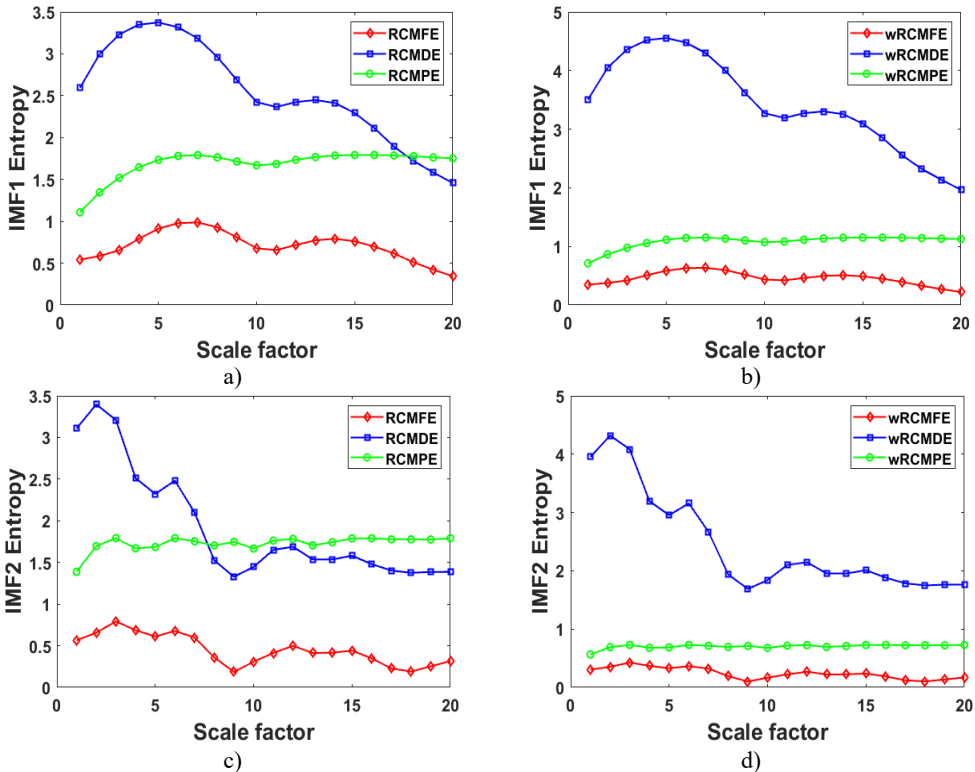 3.5
3
2.5
2
1.5
1
0.5
0
IMF1 Entropy
RCMFE
RCMDE
RCMPE
0 5 10 15 20
Scale factor
a)
5
4
3
2
1
0
IMF1 Entropy
wRCMFE
wRCMDE
wRCMPE
0 5 10 15 20
Scale factor
b)
3.5
3
2.5
2
1.5
1
0.5
0
IMF2 Entropy
RCMFE
RCMDE
RCMPE
0 5 10 15 20
Scale factor
c)
5
4
3
2
1
0
IMF2 Entropy
wRCMFE
wRCMDE
wRCMPE
0 5 10 15 20
Scale factor
d)